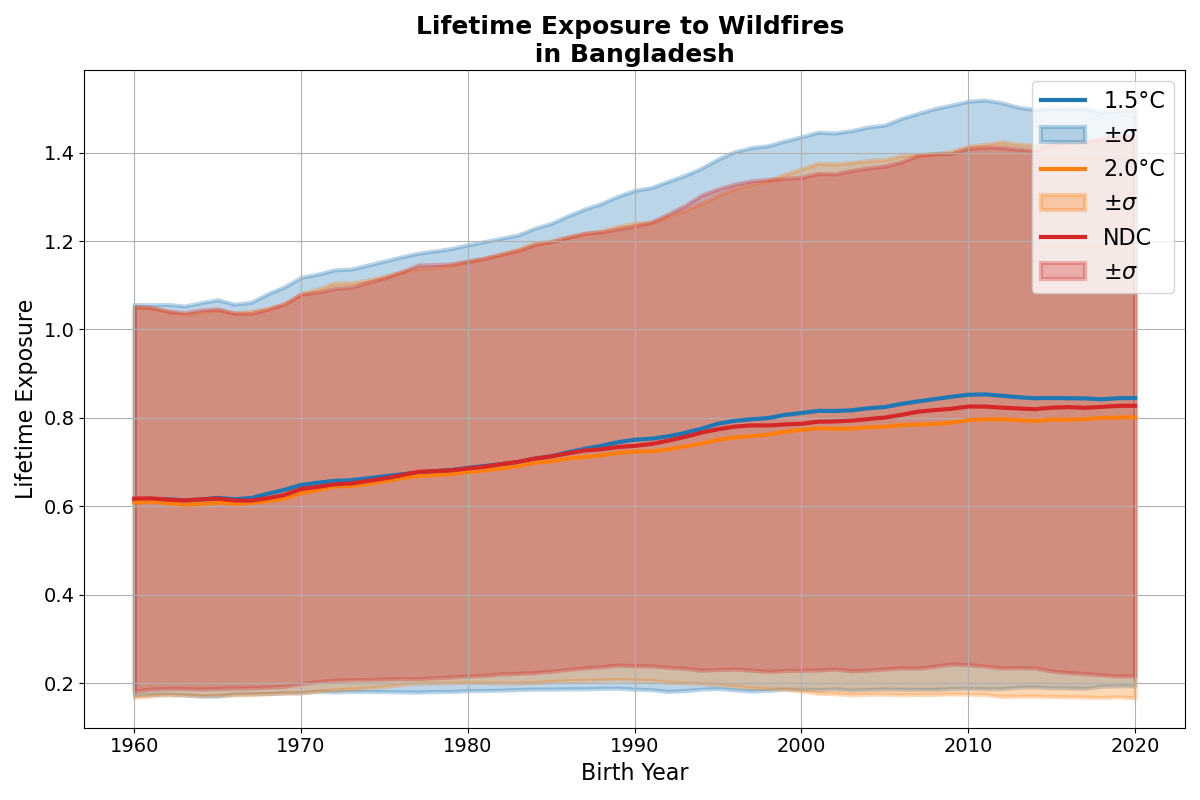 Lifetime Exposure to Wildfires
in Bangladesh
Lifetime Exposure
1.4
1.2
1.0
0.8
0.6
0.4
0.2
1.5°C
±σ
2.0°C
±σ
NDC
±σ
1960
1970
1980
1990
2000
2010
2020
Birth Year